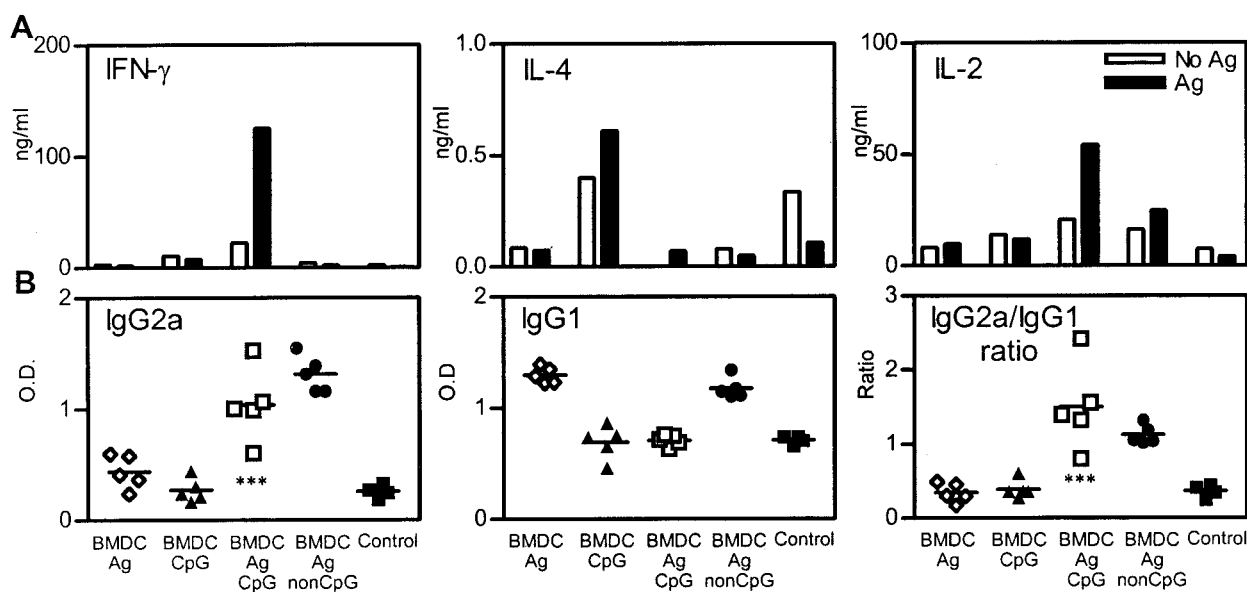 A
200
100
0
ng/ml
IFN-γ
1.0
0.5
0.0
ng/ml
IL-4
100
50
0
ng/ml
IL-2
No Ag
Ag
B
2
1
0
O.D.
IgG2a
***
2
1
0
O.D
IgG1
3
2
1
0
Ratio
IgG2a/IgG1
ratio
***
BMDC
Ag
BMDC
CpG
BMDC
Ag
CpG
BMDC
Ag
nonCpG
Control
BMDC
Ag
BMDC
CpG
BMDC
Ag
CpG
BMDC
Ag
nonCpG
Control
BMDC
Ag
BMDC
CpG
BMDC
Ag
CpG
BMDC
Ag
nonCpG
Control